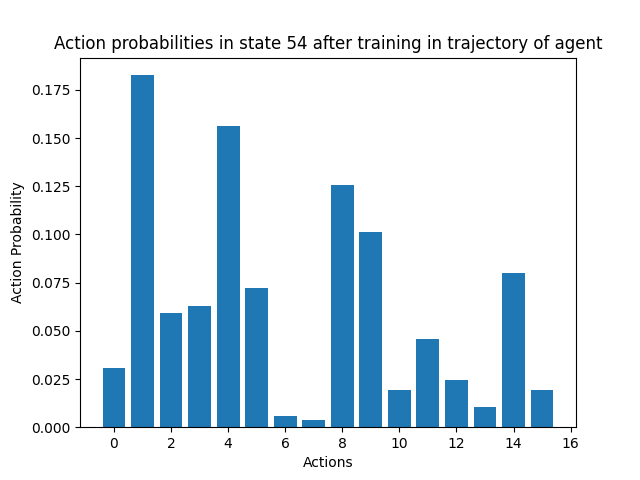 Action probabilities in state 54 after training in trajectory of agent
0.175
0.150
0.125
0.100
0.075
0.050
0.025
0.000
Action Probability
0 2 4 6 8 10 12 14 16
Actions